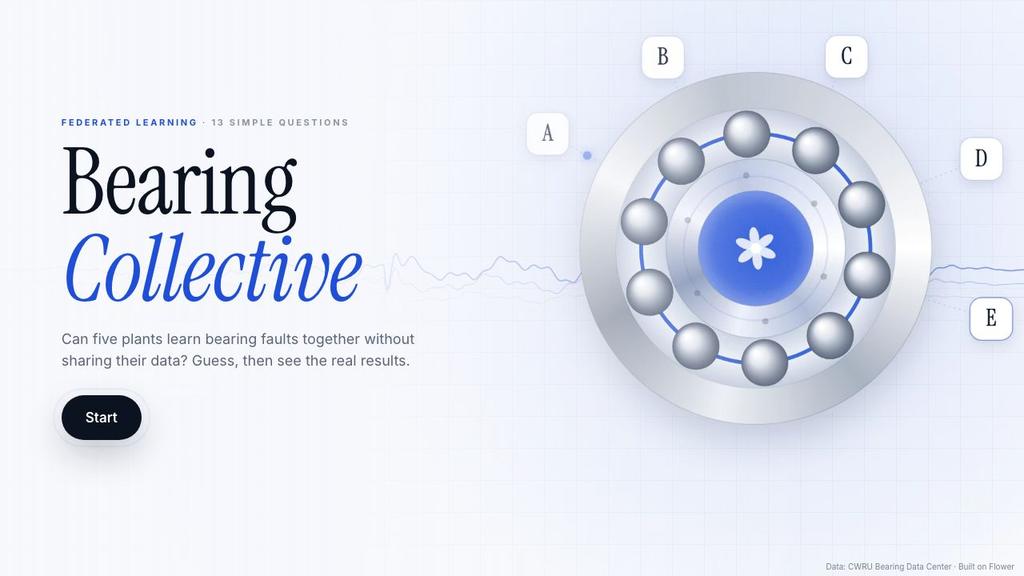 FEDERATED LEARNING · 13 SIMPLE QUESTIONS
Bearing
Collective
Can five plants learn bearing faults together without
sharing their data? Guess, then see the real results.
Start
A
B
C
D
E
Data: CWRU Bearing Data Center · Built on Flower